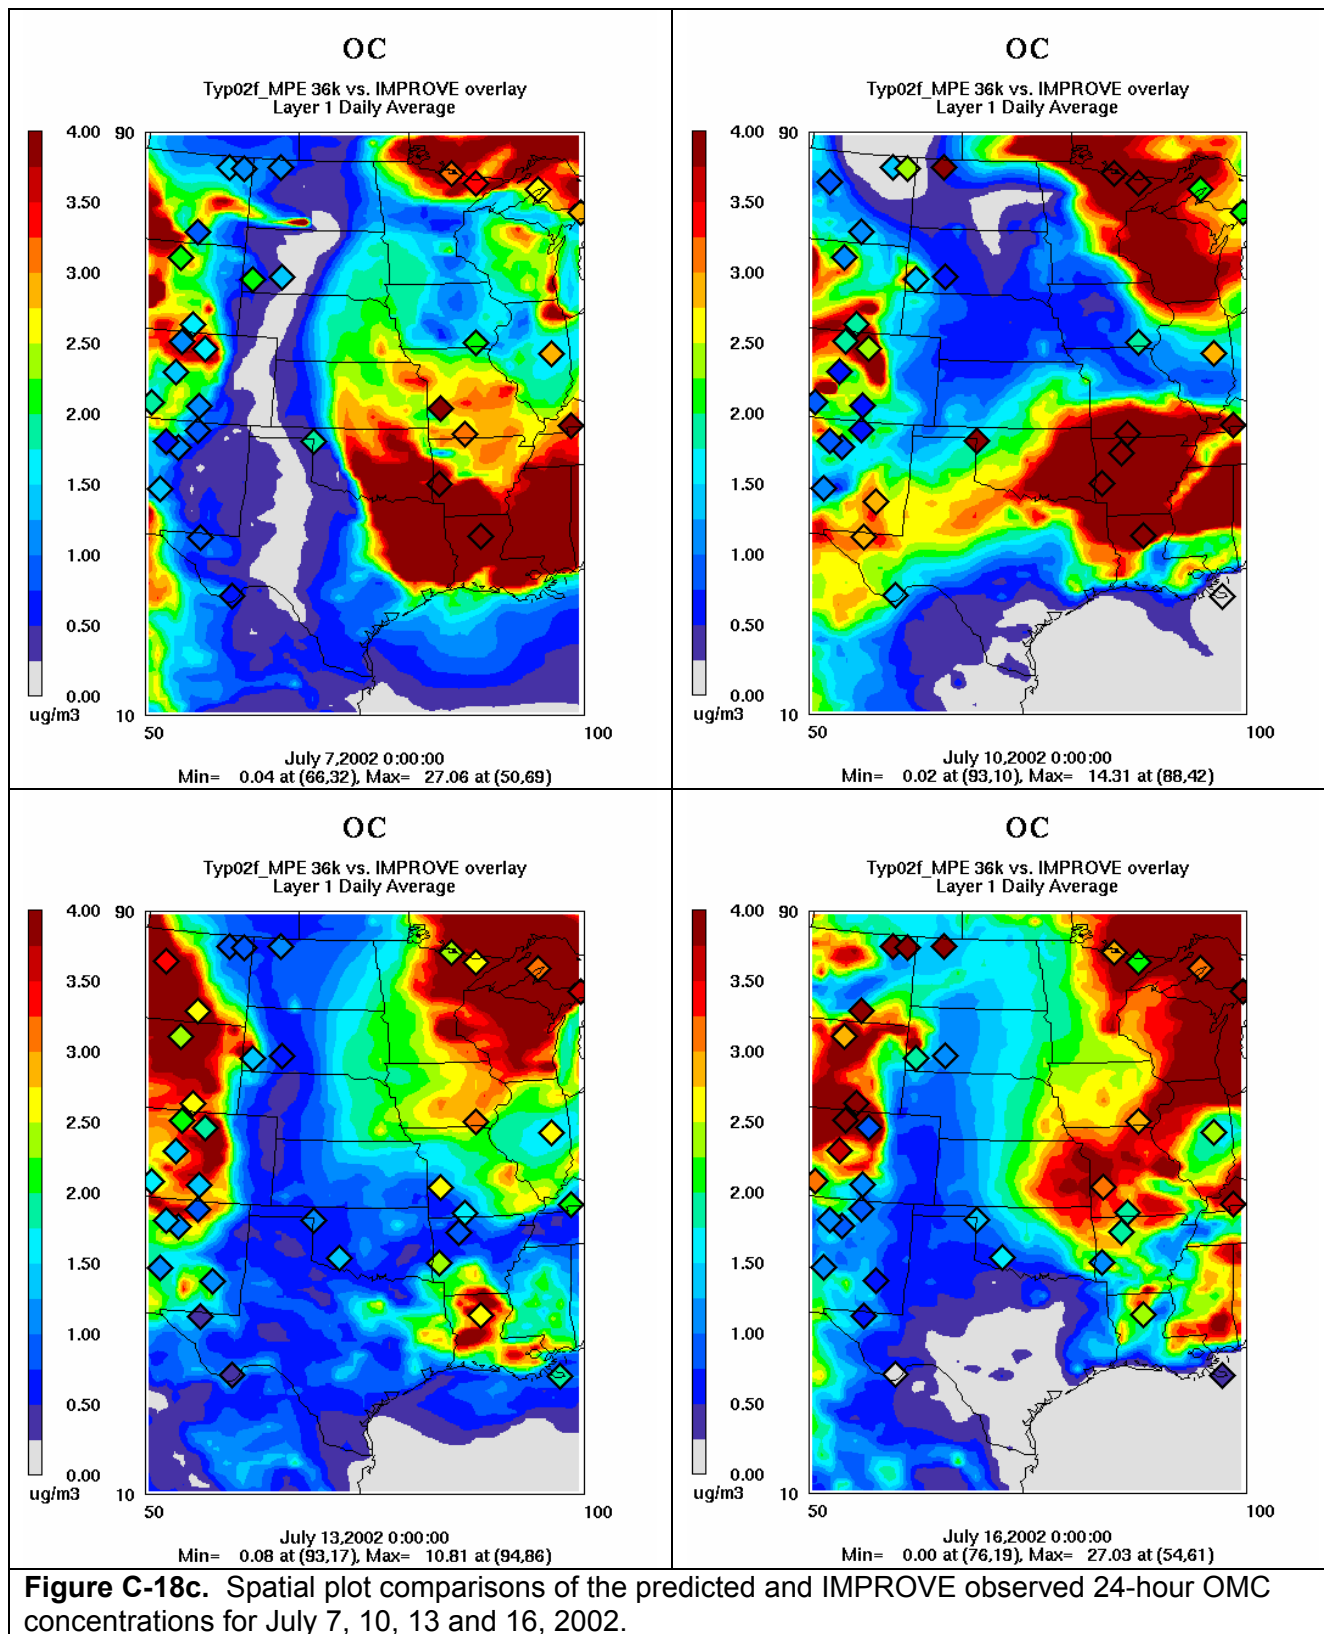 OC
Typ02f_MPE 36k vs. IMPROVE overlay
Layer 1 Daily Average
4.00
3.50
3.00
2.50
2.00
1.50
1.00
0.50
0.00
ug/m3
90
10
50
100
July 7,2002 0:00:00
Min= 0.04 at (66,32), Max= 27.06 at (50,69)
OC
Typ02f_MPE 36k vs. IMPROVE overlay
Layer 1 Daily Average
4.00
3.50
3.00
2.50
2.00
1.50
1.00
0.50
0.00
ug/m3
90
10
50
100
July 10,2002 0:00:00
Min= 0.02 at (93,10), Max= 14.31 at (88,42)
OC
Typ02f_MPE 36k vs. IMPROVE overlay
Layer 1 Daily Average
4.00
3.50
3.00
2.50
2.00
1.50
1.00
0.50
0.00
ug/m3
90
10
50
100
July 13,2002 0:00:00
Min= 0.08 at (93,17), Max= 10.81 at (94,86)
OC
Typ02f_MPE 36k vs. IMPROVE overlay
Layer 1 Daily Average
4.00
3.50
3.00
2.50
2.00
1.50
1.00
0.50
0.00
ug/m3
90
10
50
100
July 16,2002 0:00:00
Min= 0.00 at (76,19), Max= 27.03 at (54,61)
Figure C-18c. Spatial plot comparisons of the predicted and IMPROVE observed 24-hour OMC
concentrations for July 7, 10, 13 and 16, 2002.